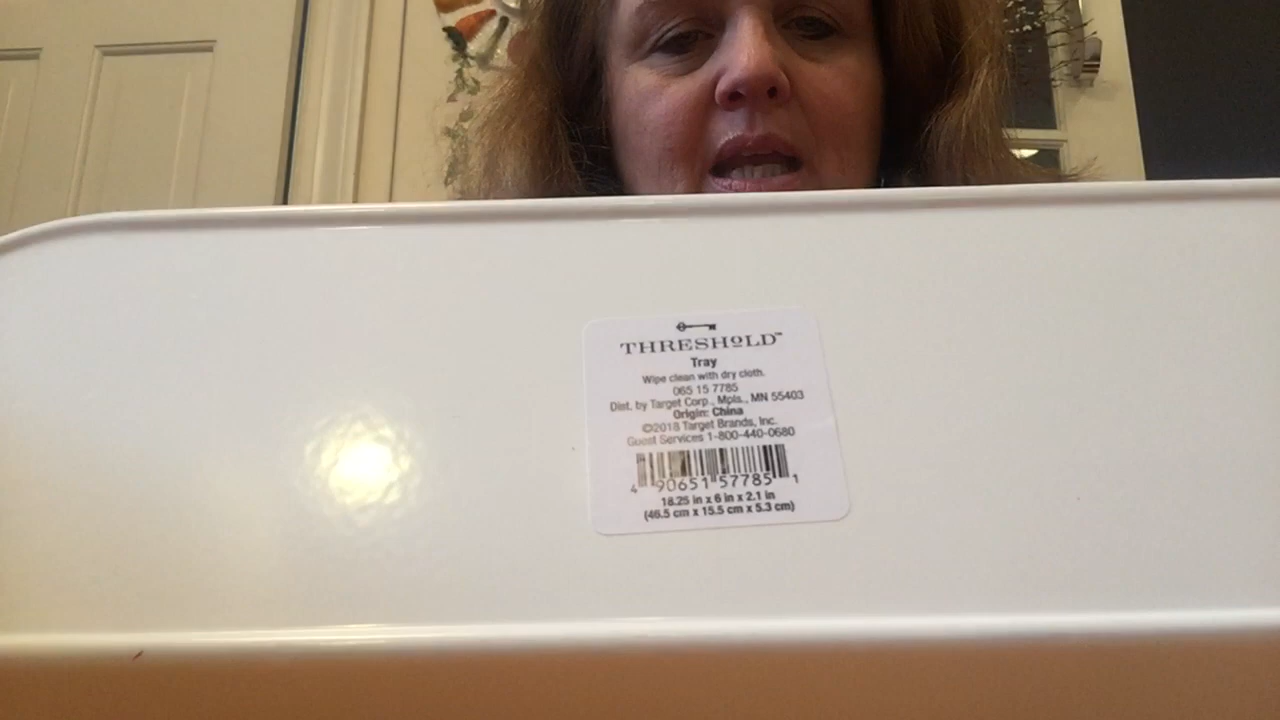 THRESHOLD™
Tray
Wipe clean with dry cloth.
065 15 7785
Dist. by Target Corp., Mpls., MN 55403
Origin: China
©2018 Target Brands, Inc.
Guest Services 1-800-440-0680
4 90651 57785 1
18.25 in x 6 in x 2.1 in
(46.5 cm x 15.5 cm x 5.3 cm)